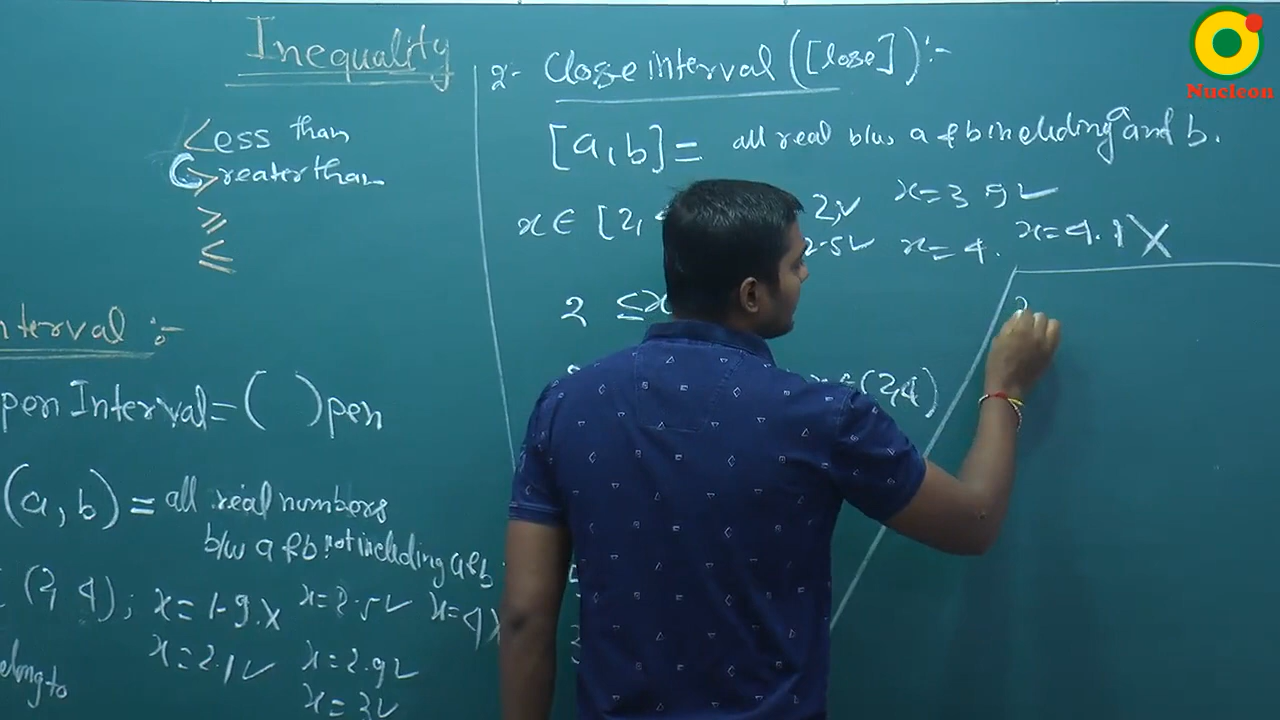 Inequality
Less than
Greater than
≥
≤
nterval :-
pen Interval = ( )pen
(a, b) = all real numbers
b/w a & b not including a & b
(2, 4); x=1.9 X x=2.5 ✓ x=4 X
x=2.1 ✓ x=2.9 ✓
x=3 ✓
elong to
2- Close interval ([lose]) :-
[a, b] = all real b/w a & b including a and b.
x ∈ [2, 2, ✓ x=3.9 ✓
2.5 ✓ x=4. x=4.1 X
2 ≤ x
x ∈ (2, 4)
Nucleon